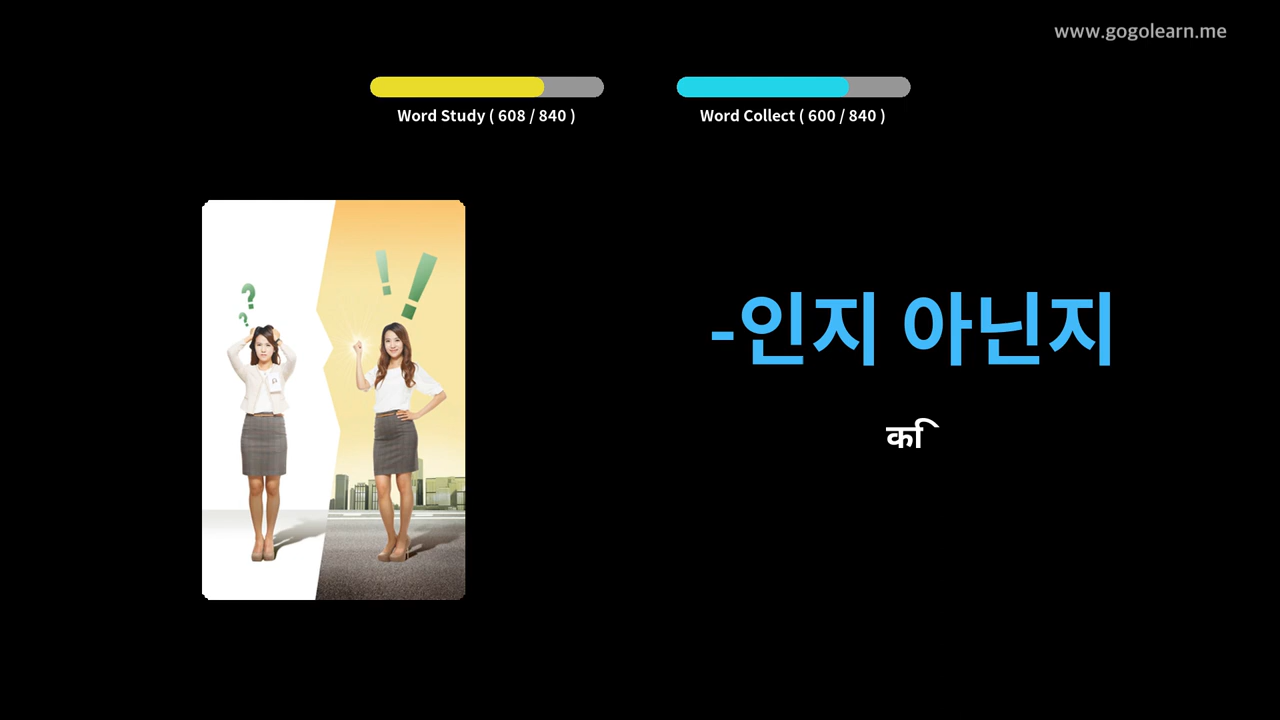 www.gogolearn.me
Word Study ( 608 / 840 )
Word Collect ( 600 / 840 )
-인지 아닌지
कि